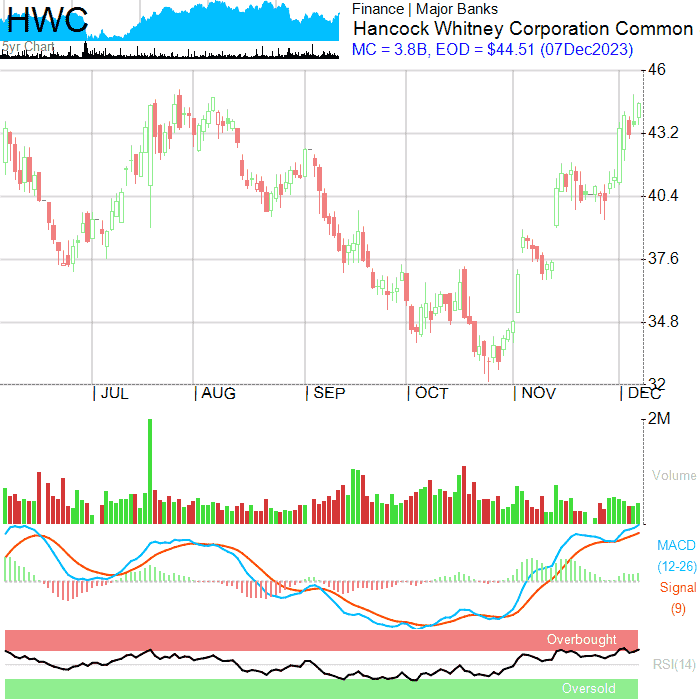 HWC
5yr Chart
Finance | Major Banks
Hancock Whitney Corporation Common
MC = 3.8B, EOD = $44.51 (07Dec2023)
46
43.2
40.4
37.6
34.8
32
JUL AUG SEP OCT NOV DEC
2M
Volume
MACD
(12-26)
Signal
(9)
Overbought
RSI(14)
Oversold